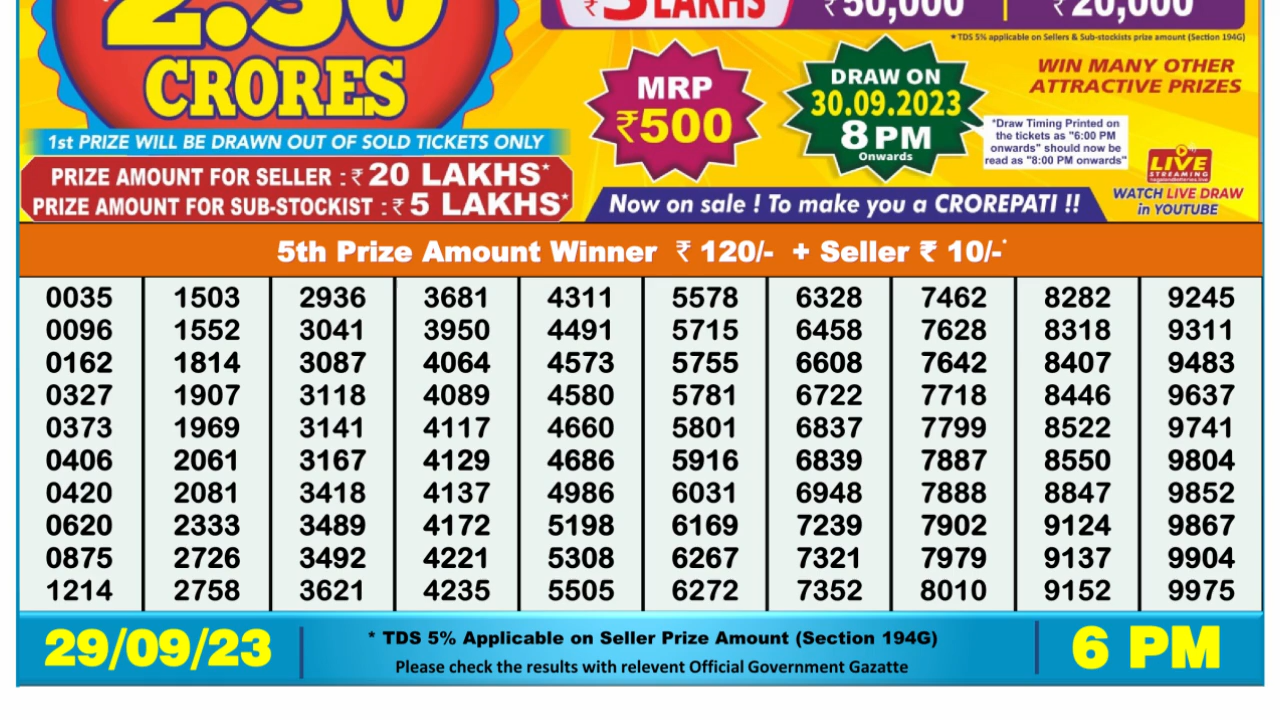 2.50
₹ 3 LAKHS
₹ 50,000
₹ 20,000
* TDS 5% applicable on Sellers & Sub-stockists prize amount (Section 194G)
CRORES
MRP
₹500
DRAW ON
30.09.2023
8 PM
Onwards
WIN MANY OTHER
ATTRACTIVE PRIZES
"Draw Timing Printed on
the tickets as "6:00 PM
onwards" should now be
read as "8:00 PM onwards"
LIVE
STREAMING
WATCH LIVE DRAW
in YOUTUBE
1st PRIZE WILL BE DRAWN OUT OF SOLD TICKETS ONLY
PRIZE AMOUNT FOR SELLER : ₹ 20 LAKHS*
PRIZE AMOUNT FOR SUB-STOCKIST : ₹ 5 LAKHS*
Now on sale ! To make you a CROREPATI !!
5th Prize Amount Winner ₹ 120/- + Seller ₹ 10/-*
0035 1503 2936 3681 4311 5578 6328 7462 8282 9245
0096 1552 3041 3950 4491 5715 6458 7628 8318 9311
0162 1814 3087 4064 4573 5755 6608 7642 8407 9483
0327 1907 3118 4089 4580 5781 6722 7718 8446 9637
0373 1969 3141 4117 4660 5801 6837 7799 8522 9741
0406 2061 3167 4129 4686 5916 6839 7887 8550 9804
0420 2081 3418 4137 4986 6031 6948 7888 8847 9852
0620 2333 3489 4172 5198 6169 7239 7902 9124 9867
0875 2726 3492 4221 5308 6267 7321 7979 9137 9904
1214 2758 3621 4235 5505 6272 7352 8010 9152 9975
29/09/23
* TDS 5% Applicable on Seller Prize Amount (Section 194G)
Please check the results with relevent Official Government Gazatte
6 PM